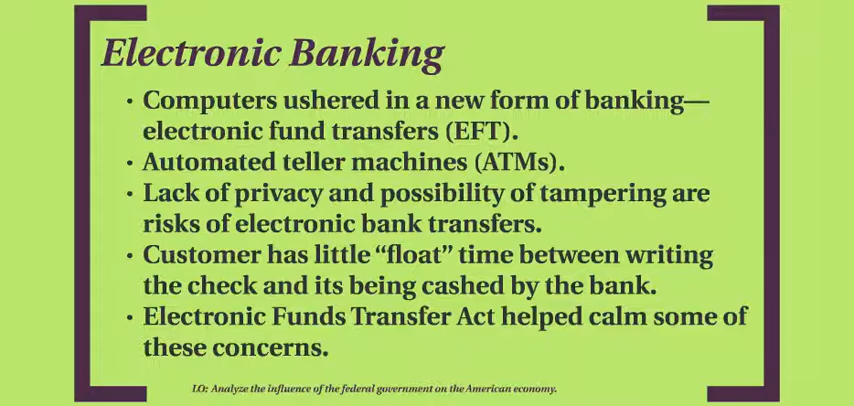 Electronic Banking
• Computers ushered in a new form of banking—
electronic fund transfers (EFT).
• Automated teller machines (ATMs).
• Lack of privacy and possibility of tampering are
risks of electronic bank transfers.
• Customer has little “float” time between writing
the check and its being cashed by the bank.
• Electronic Funds Transfer Act helped calm some of
these concerns.
LO: Analyze the influence of the federal government on the American economy.